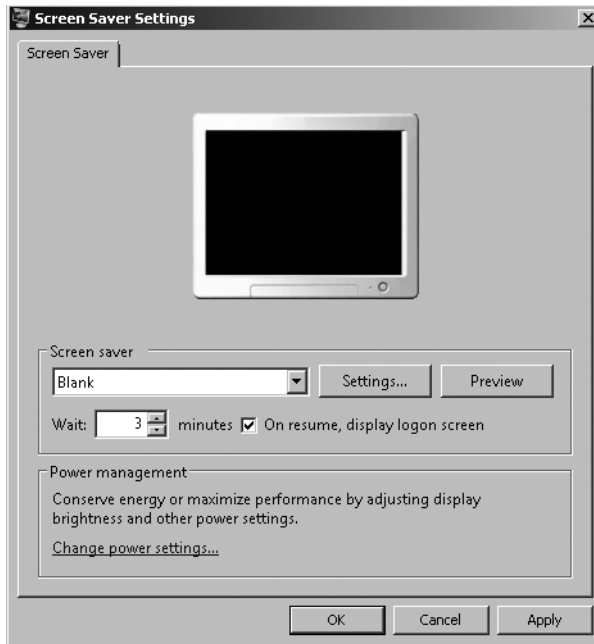 Screen Saver Settings
Screen Saver
Screen saver
Blank
Settings...
Preview
Wait: 3 minutes On resume, display logon screen
Power management
Conserve energy or maximize performance by adjusting display
brightness and other power settings.
Change power settings...
OK
Cancel
Apply